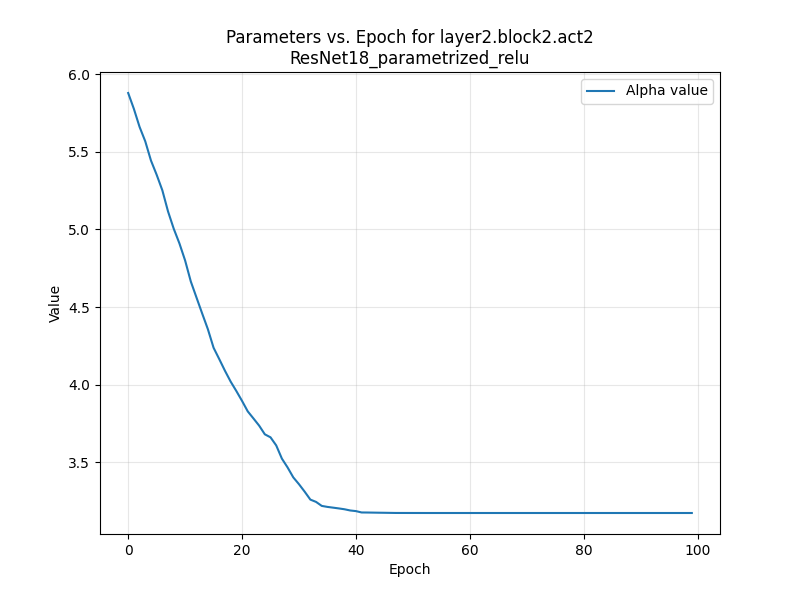 Parameters vs. Epoch for layer2.block2.act2
ResNet18_parametrized_relu
Alpha value
6.0
5.5
5.0
4.5
4.0
3.5
Value
0
20
40
60
80
100
Epoch